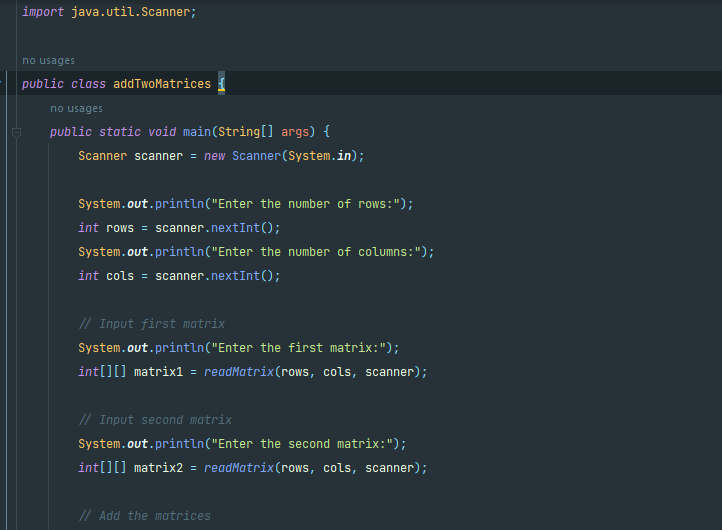 import java.util.Scanner;
no usages
public class addTwoMatrices {
no usages
public static void main(String[] args) {
Scanner scanner = new Scanner(System.in);
System.out.println("Enter the number of rows:");
int rows = scanner.nextInt();
System.out.println("Enter the number of columns:");
int cols = scanner.nextInt();
// Input first matrix
System.out.println("Enter the first matrix:");
int[][] matrix1 = readMatrix(rows, cols, scanner);
// Input second matrix
System.out.println("Enter the second matrix:");
int[][] matrix2 = readMatrix(rows, cols, scanner);
// Add the matrices